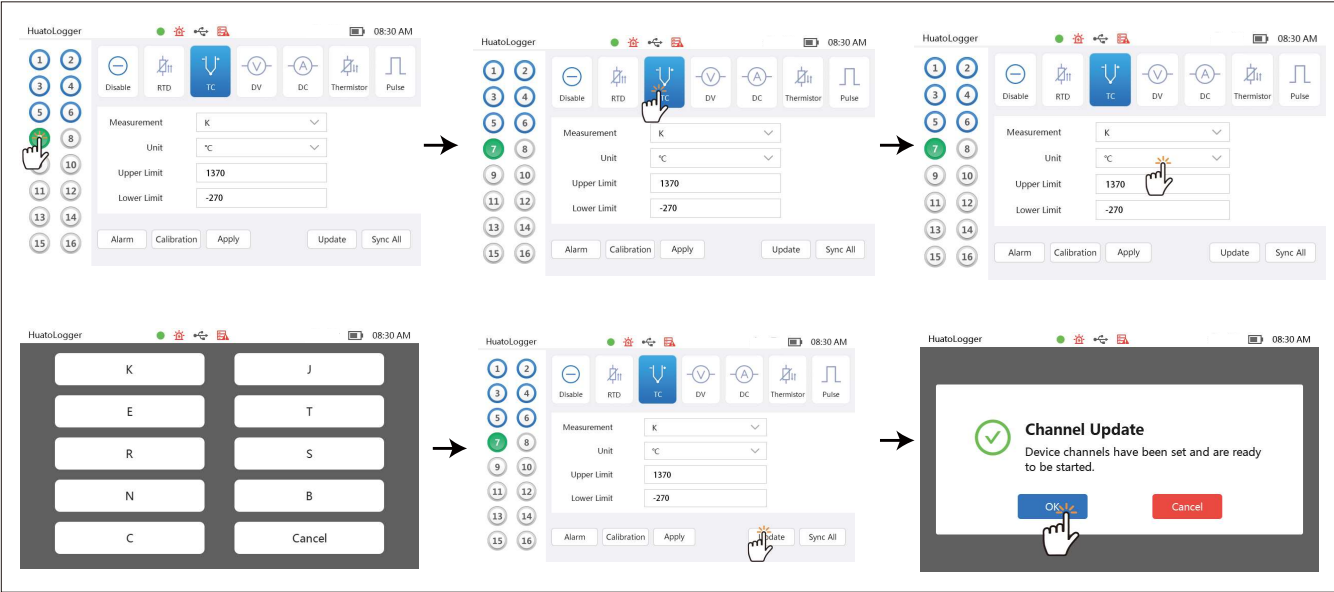 HuatoLogger 08:30 AM
1 2
3 4
5 6
8
10
11 12
13 14
15 16
Disable RTD TC DV DC Thermistor Pulse
Measurement K
Unit °C
Upper Limit 1370
Lower Limit -270
Alarm Calibration Apply Update Sync All
HuatoLogger 08:30 AM
1 2
3 4
5 6
7 8
9 10
11 12
13 14
15 16
Disable RTD TC DV DC Thermistor Pulse
Measurement K
Unit °C
Upper Limit 1370
Lower Limit -270
Alarm Calibration Apply Update Sync All
HuatoLogger 08:30 AM
1 2
3 4
5 6
7 8
9 10
11 12
13 14
15 16
Disable RTD TC DV DC Thermistor Pulse
Measurement K
Unit °C
Upper Limit 1370
Lower Limit -270
Alarm Calibration Apply Update Sync All
HuatoLogger 08:30 AM
K J
E T
R S
N B
C Cancel
HuatoLogger 08:30 AM
1 2
3 4
5 6
7 8
9 10
11 12
13 14
15 16
Disable RTD TC DV DC Thermistor Pulse
Measurement K
Unit °C
Upper Limit 1370
Lower Limit -270
Alarm Calibration Apply Update Sync All
HuatoLogger 08:30 AM
Channel Update
Device channels have been set and are ready
to be started.
OK Cancel